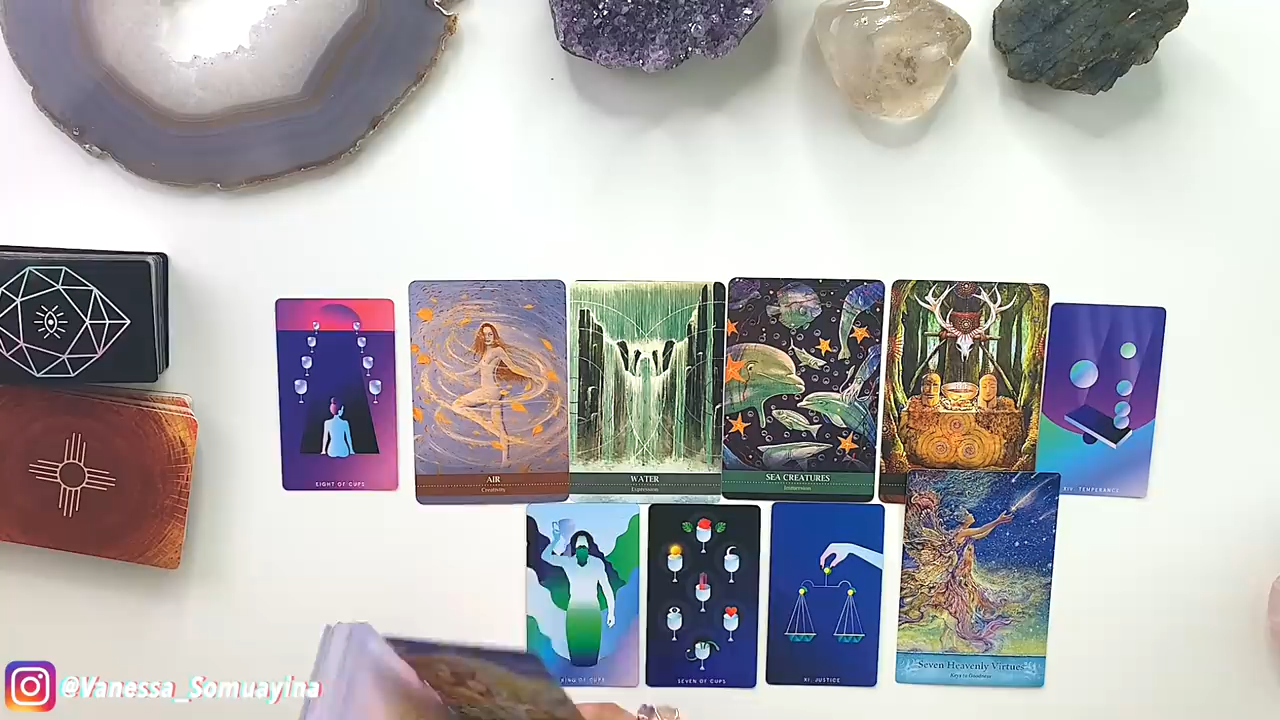 EIGHT OF CUPS
AIR
Creativity
WATER
Expression
SEA CREATURES
Immersion
XIV. TEMPERANCE
KING OF CUPS
SEVEN OF CUPS
XI. JUSTICE
Seven Heavenly Virtues
Keys to Goodness
@Vanessa_Somuayina